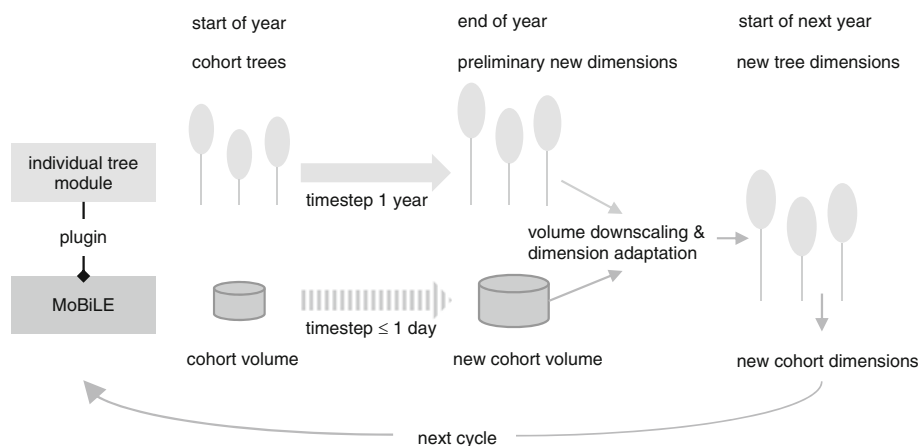 start of year
end of year
start of next year
cohort trees
preliminary new dimensions
new tree dimensions
individual tree
module
timestep 1 year
plugin
volume downscaling &
dimension adaptation
MoBiLE
timestep ≤ 1 day
cohort volume
new cohort volume
new cohort dimensions
next cycle